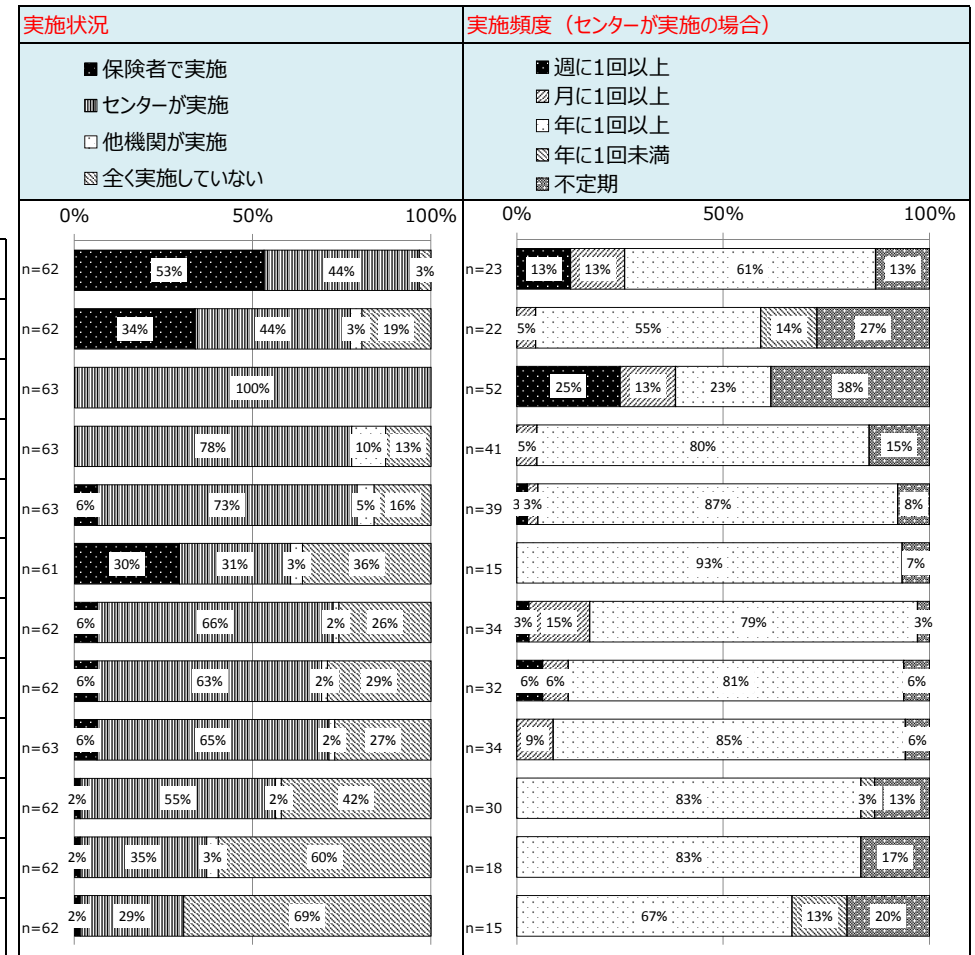 実施状況
実施頻度（センターが実施の場合）
保険者で実施
センターが実施
他機関が実施
全く実施していない
週に1回以上
月に1回以上
年に1回以上
年に1回未満
不定期
0% 50% 100%
0% 50% 100%
n=62 53% 44% 3%
n=23 13% 13% 61% 13%
n=62 34% 44% 3% 19%
n=22 5% 55% 14% 27%
n=63 100%
n=52 25% 13% 23% 38%
n=63 78% 10% 13%
n=41 5% 80% 15%
n=63 6% 73% 5% 16%
n=39 3 3% 87% 8%
n=61 30% 31% 3% 36%
n=15 93% 7%
n=62 6% 66% 2% 26%
n=34 3% 15% 79% 3%
n=62 6% 63% 2% 29%
n=32 6% 6% 81% 6%
n=63 6% 65% 2% 27%
n=34 9% 85% 6%
n=62 2% 55% 2% 42%
n=30 83% 3% 13%
n=62 2% 35% 3% 60%
n=18 83% 17%
n=62 2% 29% 69%
n=15 67% 13% 20%